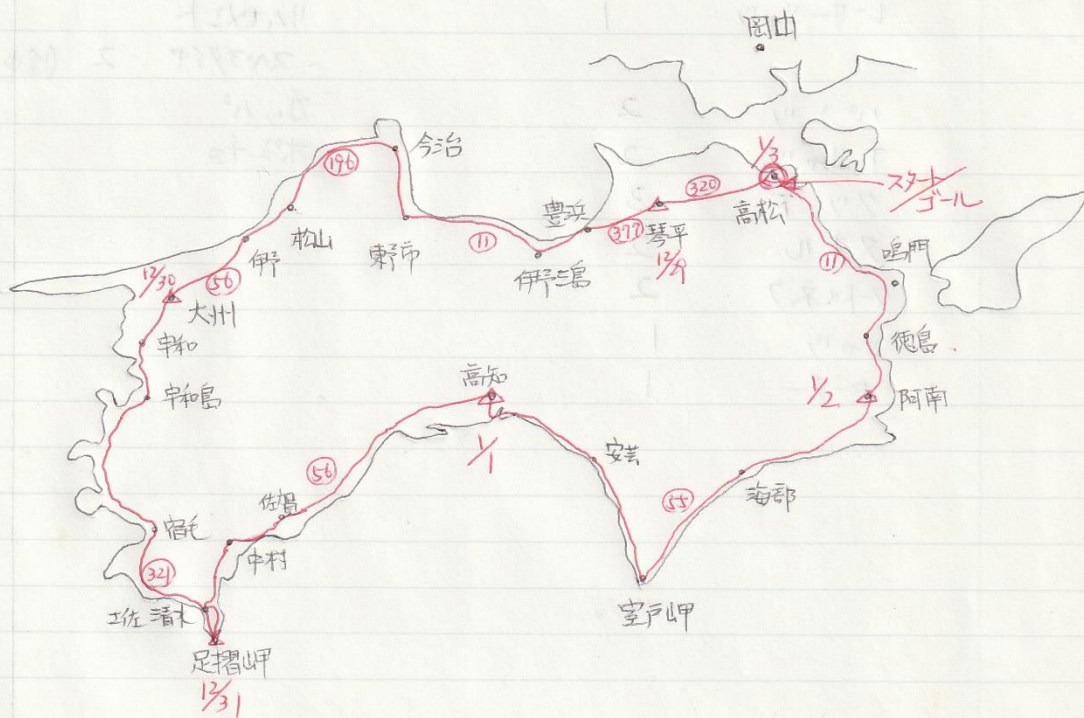 岡山
今治
196
1/3
320
豊浜
377
琴平
12/29
高松
スタート/ゴール
鳴門
11
松山
東野市
11
伊野三島
伊野
12/30
56
大州
宇和
徳島
宇和島
高知
1/1
1/2
阿南
安芸
56
佐賀
55
海部
宿毛
中村
321
土佐清水
室戸岬
足摺岬
12/31